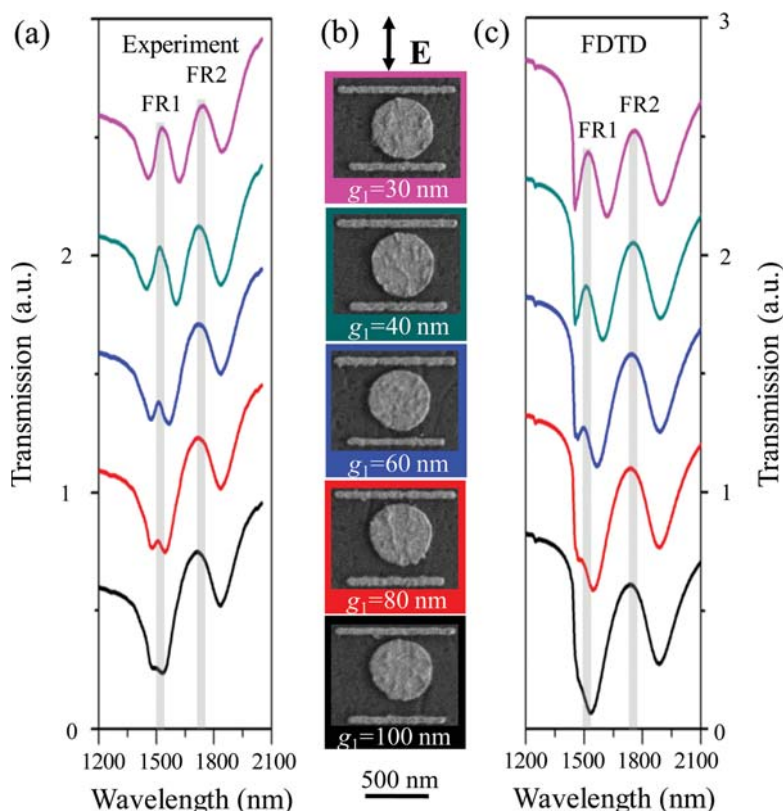 (a)
Experiment
FR1
FR2
2
1
0
1200
1500
1800
2100
Transmission (a.u.)
Wavelength (nm)
(b)
E
g₁=30 nm
g₁=40 nm
g₁=60 nm
g₁=80 nm
g₁=100 nm
500 nm
(c)
FDTD
FR1
FR2
3
2
1
0
1200
1500
1800
2100
Transmission (a.u.)
Wavelength (nm)